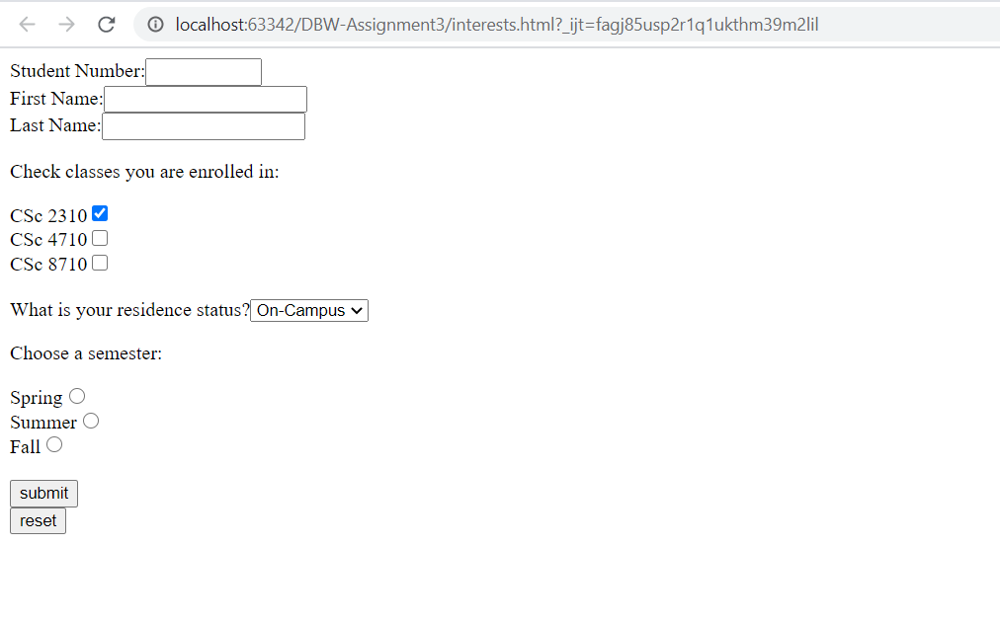 localhost:63342/DBW-Assignment3/interests.html?_ijt=fagj85usp2r1q1ukthm39m2lil
Student Number:
First Name:
Last Name:
Check classes you are enrolled in:
CSc 2310
CSc 4710
CSc 8710
What is your residence status? On-Campus
Choose a semester:
Spring
Summer
Fall
submit
reset